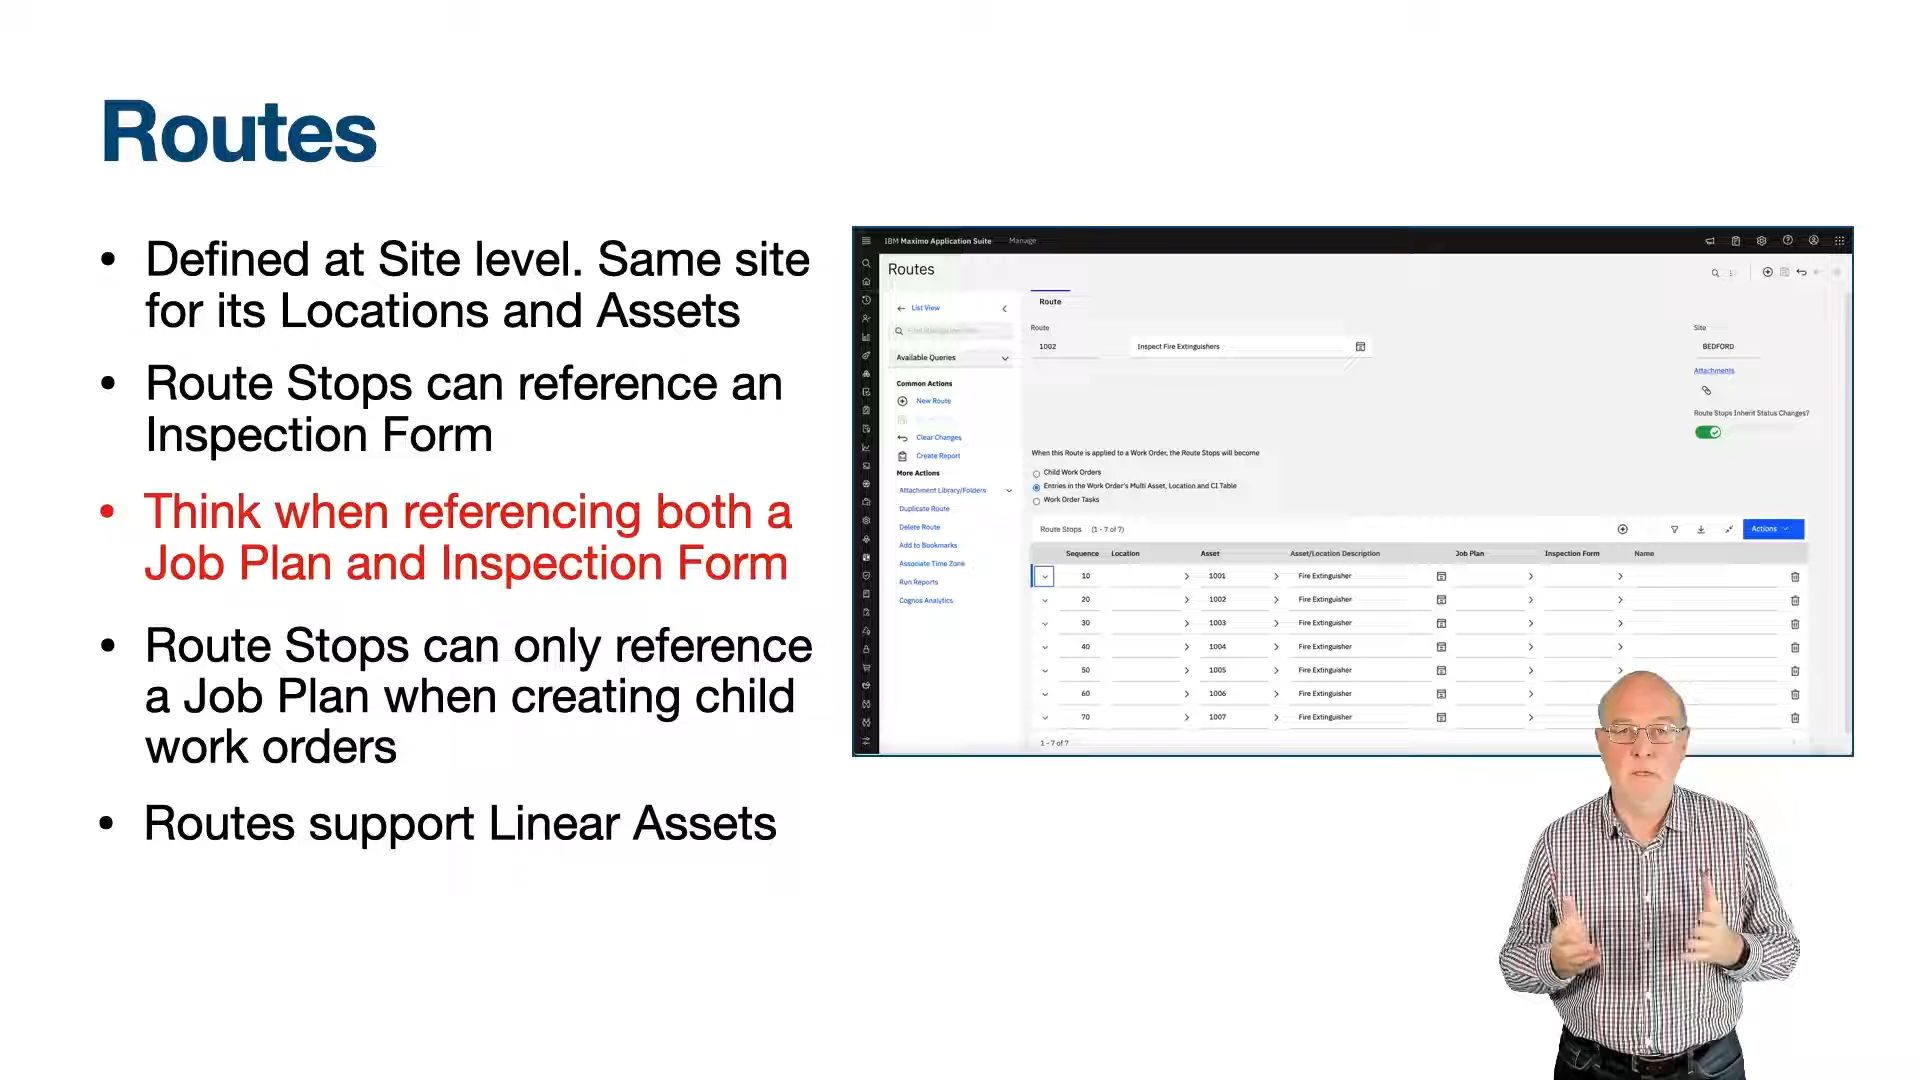 Routes
• Defined at Site level. Same site
for its Locations and Assets
• Route Stops can reference an
Inspection Form
• Think when referencing both a
Job Plan and Inspection Form
• Route Stops can only reference
a Job Plan when creating child
work orders
• Routes support Linear Assets
IBM Maximo Application Suite Manage
Routes
List View
Available Queries
Common Actions
New Route
Clear Changes
Create Report
More Actions
Attachment Library/Folders
Duplicate Route
Delete Route
Add to Bookmarks
Associate Time Zone
Run Reports
Cognos Analytics
Route
Route
1002 Inspect Fire Extinguishers
Site
BEDFORD
Attachments
Route Stops Inherit Status Changes?
When this Route is applied to a Work Order, the Route Stops will become
Child Work Orders
Entries in the Work Order's Multi Asset, Location and CI Table
Work Order Tasks
Route Stops (1 - 7 of 7) Actions
Sequence Location Asset Asset/Location Description Job Plan Inspection Form Name
10 1001 Fire Extinguisher
20 1002 Fire Extinguisher
30 1003 Fire Extinguisher
40 1004 Fire Extinguisher
50 1005 Fire Extinguisher
60 1006 Fire Extinguisher
70 1007 Fire Extinguisher
1 - 7 of 7